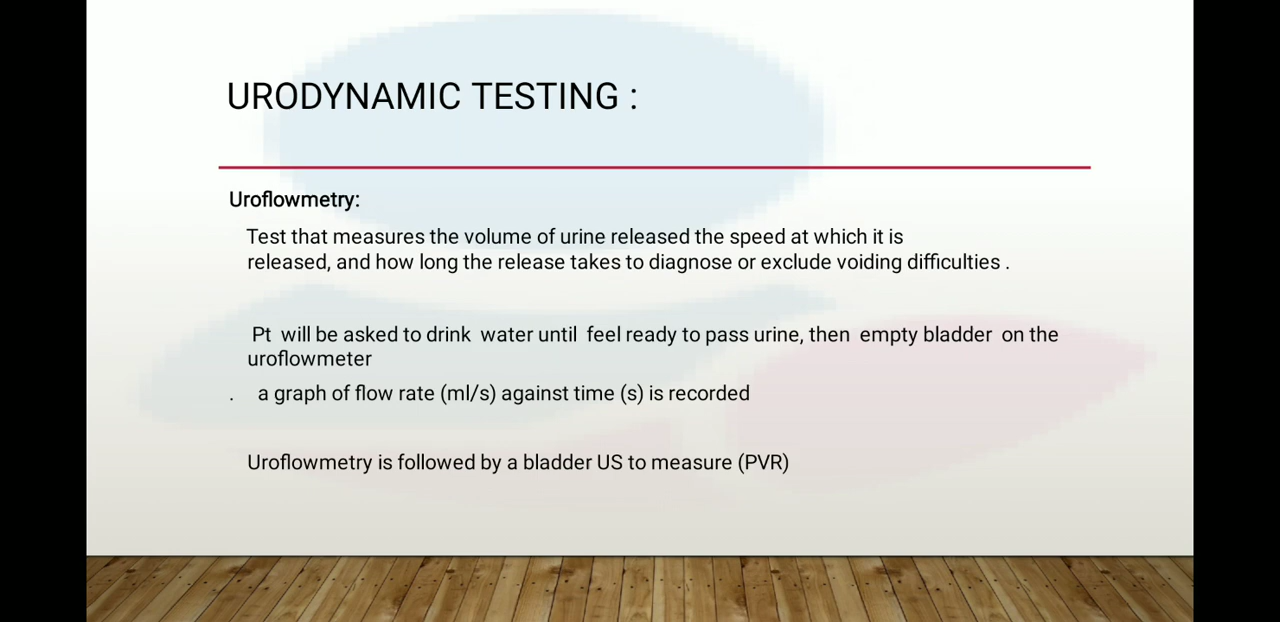 URODYNAMIC TESTING :
Uroflowmetry:
Test that measures the volume of urine released the speed at which it is
released, and how long the release takes to diagnose or exclude voiding difficulties .
Pt will be asked to drink water until feel ready to pass urine, then empty bladder on the
uroflowmeter
. a graph of flow rate (ml/s) against time (s) is recorded
Uroflowmetry is followed by a bladder US to measure (PVR)